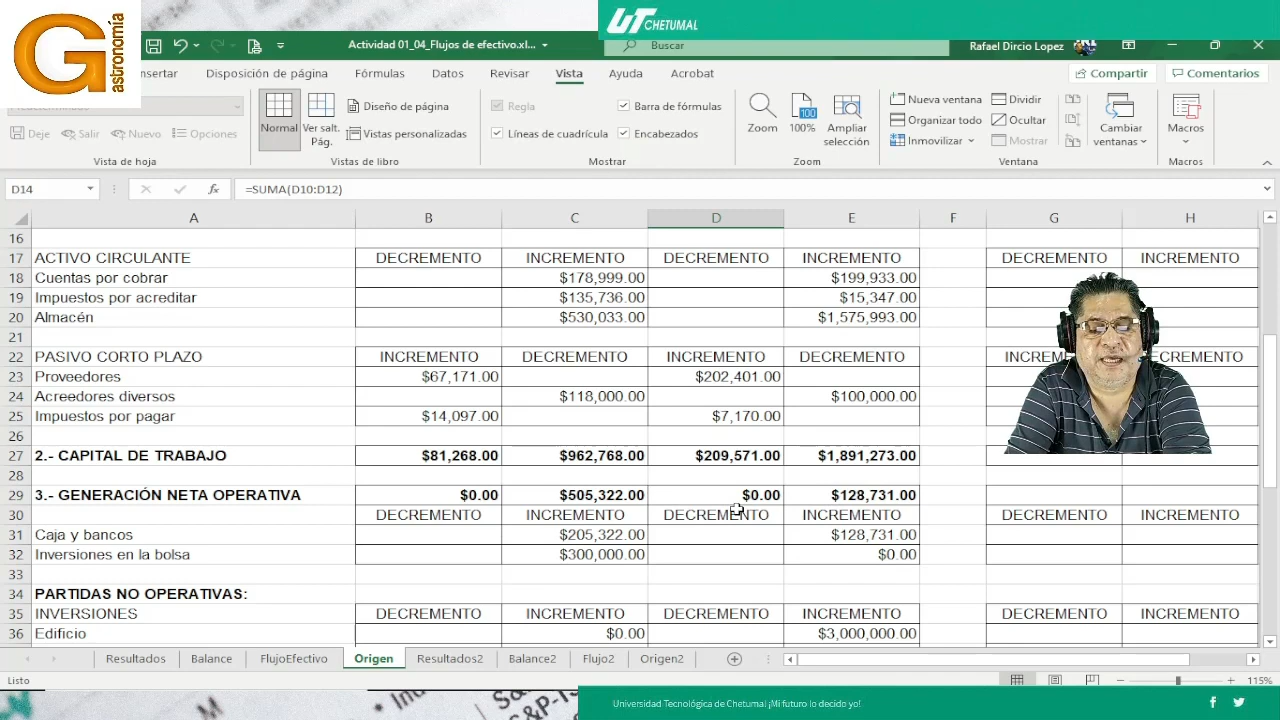 Gastronomía
UT CHETUMAL
Actividad 01_04_Flujos de efectivo.xl...
Buscar
Rafael Dircio Lopez
nsertar
Disposición de página
Fórmulas
Datos
Revisar
Vista
Ayuda
Acrobat
Compartir
Comentarios
Deje
Salir
Nuevo
Opciones
Vista de hoja
Normal
Ver salt. Pág.
Diseño de página
Vistas personalizadas
Vistas de libro
Regla
Barra de fórmulas
Líneas de cuadrícula
Encabezados
Mostrar
Zoom
100
100%
Ampliar selección
Zoom
Nueva ventana
Organizar todo
Inmovilizar
Dividir
Ocultar
Mostrar
Ventana
Cambiar ventanas
Macros
Macros
D14
fx
=SUMA(D10:D12)
A B C D E F G H
16
17 ACTIVO CIRCULANTE DECREMENTO INCREMENTO DECREMENTO INCREMENTO DECREMENTO INCREMENTO
18 Cuentas por cobrar $178,999.00 $199,933.00
19 Impuestos por acreditar $135,736.00 $15,347.00
20 Almacén $530,033.00 $1,575,993.00
21
22 PASIVO CORTO PLAZO INCREMENTO DECREMENTO INCREMENTO DECREMENTO INCREM ECREMENTO
23 Proveedores $67,171.00 $202,401.00
24 Acreedores diversos $118,000.00 $100,000.00
25 Impuestos por pagar $14,097.00 $7,170.00
26
27 2.- CAPITAL DE TRABAJO $81,268.00 $962,768.00 $209,571.00 $1,891,273.00
28
29 3.- GENERACIÓN NETA OPERATIVA $0.00 $505,322.00 $0.00 $128,731.00
30 DECREMENTO INCREMENTO DECREMENTO INCREMENTO DECREMENTO INCREMENTO
31 Caja y bancos $205,322.00 $128,731.00
32 Inversiones en la bolsa $300,000.00 $0.00
33
34 PARTIDAS NO OPERATIVAS:
35 INVERSIONES DECREMENTO INCREMENTO DECREMENTO INCREMENTO DECREMENTO INCREMENTO
36 Edificio $0.00 $3,000,000.00
Resultados Balance FlujoEfectivo Origen Resultados2 Balance2 Flujo2 Origen2
Listo
115%
Universidad Tecnológica de Chetumal ¡Mi futuro lo decido yo!